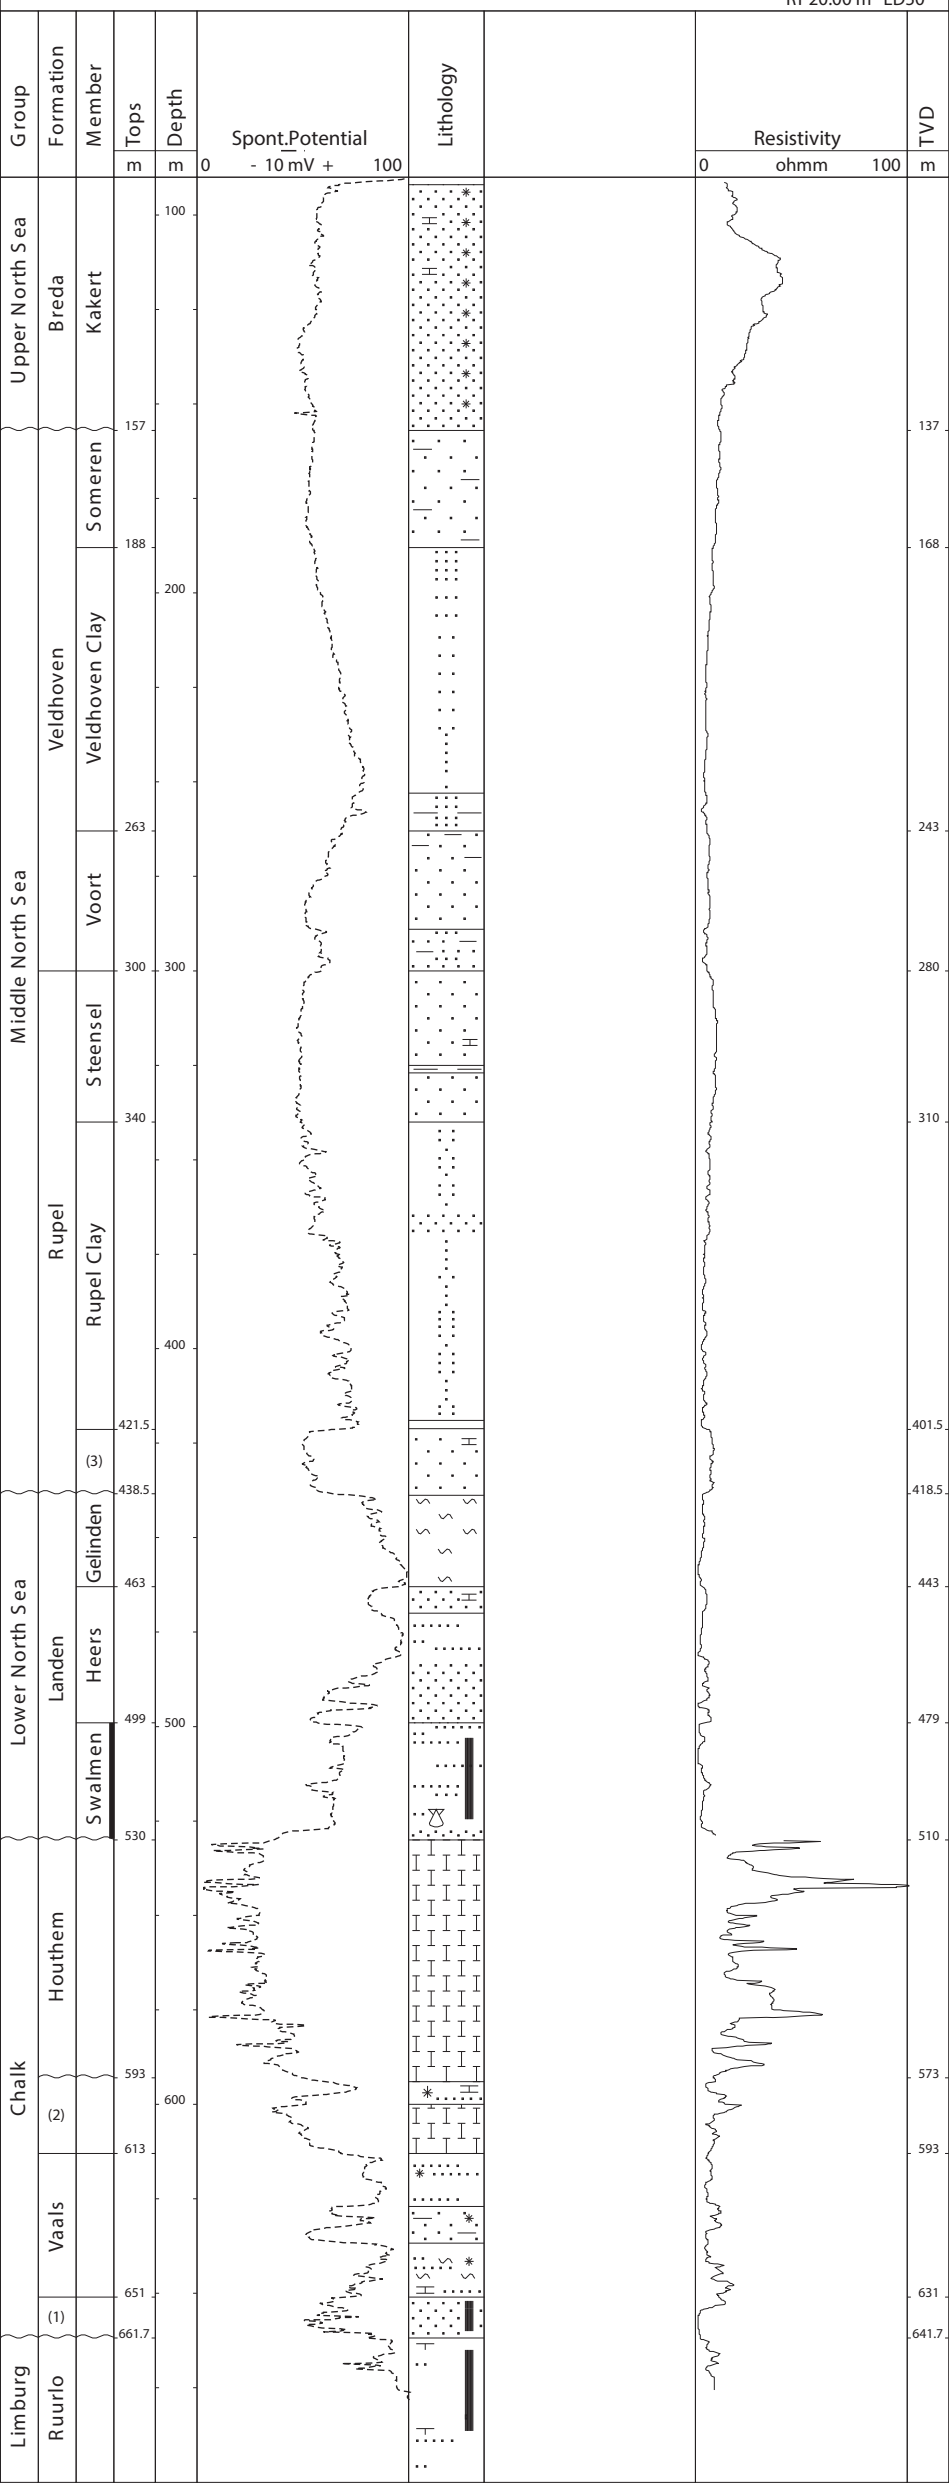 RT 20.00 m ED50
Group
Formation
Member
Tops
Depth
Spont.Potential
Lithology
Resistivity
TVD
m
m
0 - 10 mV + 100
0 ohmm 100
m
Upper North Sea
Breda
Kakert
100
157
137
Middle North Sea
Veldhoven
Someren
188
168
Veldhoven Clay
200
263
243
Voort
300
300
280
Rupel
Steensel
340
310
Rupel Clay
400
421.5
401.5
(3)
438.5
418.5
Lower North Sea
Landen
Gelinden
463
443
Heers
499
500
479
Swalmen
530
510
Chalk
Houthem
593
573
(2)
600
613
593
Vaals
651
631
(1)
661.7
641.7
Limburg
Ruurlo